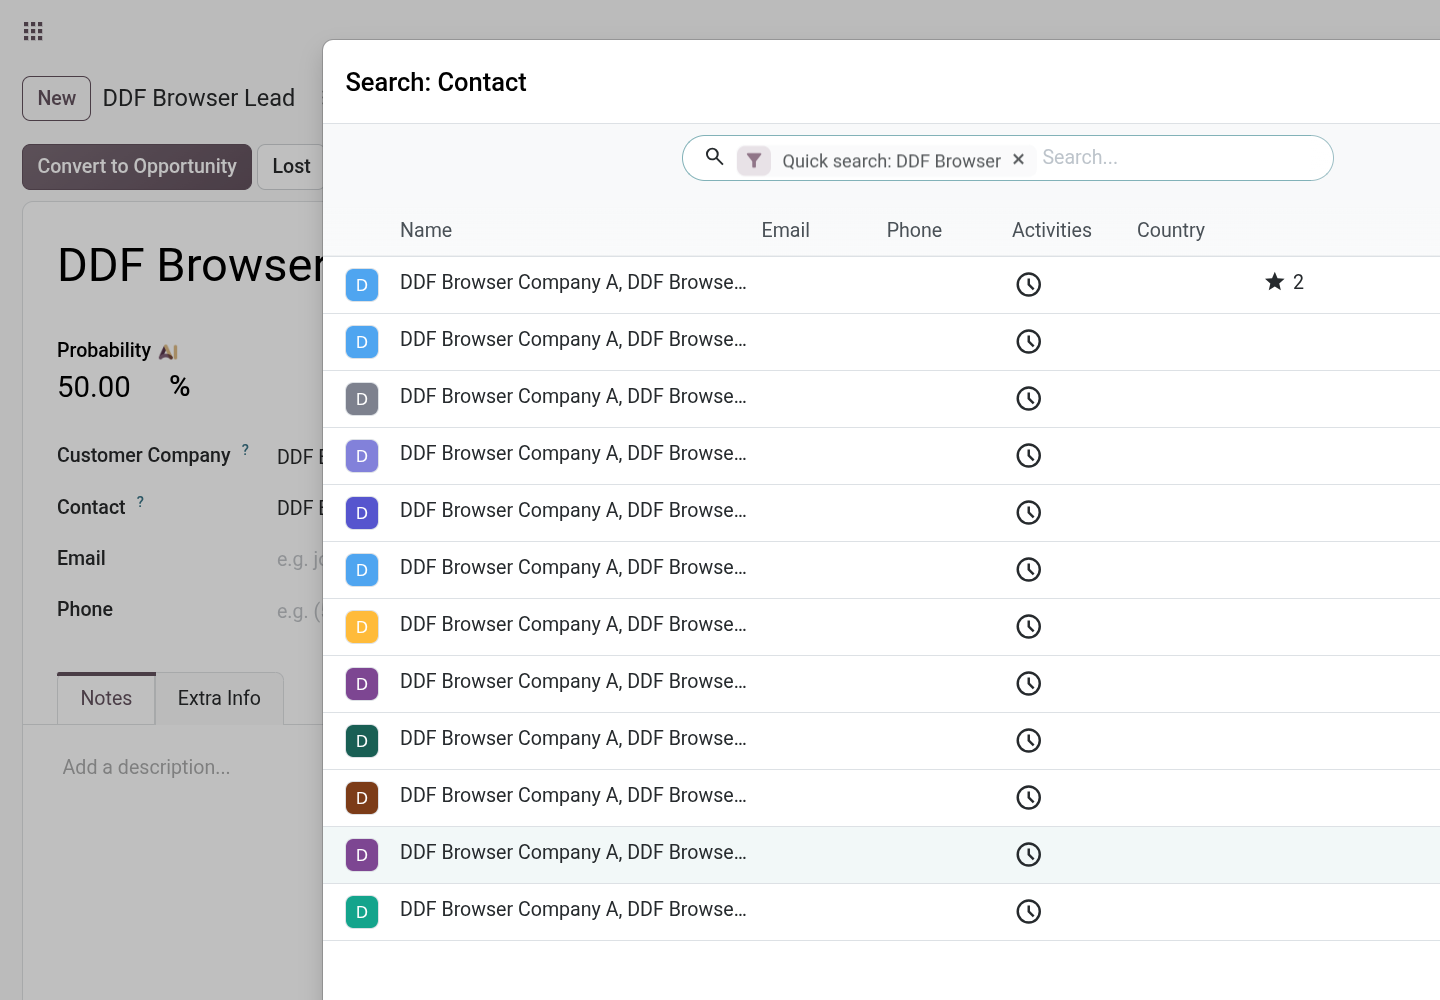 Search: Contact
New DDF Browser Lead
Quick search: DDF Browser × Search...
Convert to Opportunity Lost
Name Email Phone Activities Country
DDF Browser
D DDF Browser Company A, DDF Browse... 2
D DDF Browser Company A, DDF Browse...
Probability AI
50.00 %
D DDF Browser Company A, DDF Browse...
Customer Company ? DDF
D DDF Browser Company A, DDF Browse...
Contact ? DDF
D DDF Browser Company A, DDF Browse...
Email e.g.
D DDF Browser Company A, DDF Browse...
Phone e.g. (
D DDF Browser Company A, DDF Browse...
Notes Extra Info
D DDF Browser Company A, DDF Browse...
D DDF Browser Company A, DDF Browse...
Add a description...
D DDF Browser Company A, DDF Browse...
D DDF Browser Company A, DDF Browse...
D DDF Browser Company A, DDF Browse...